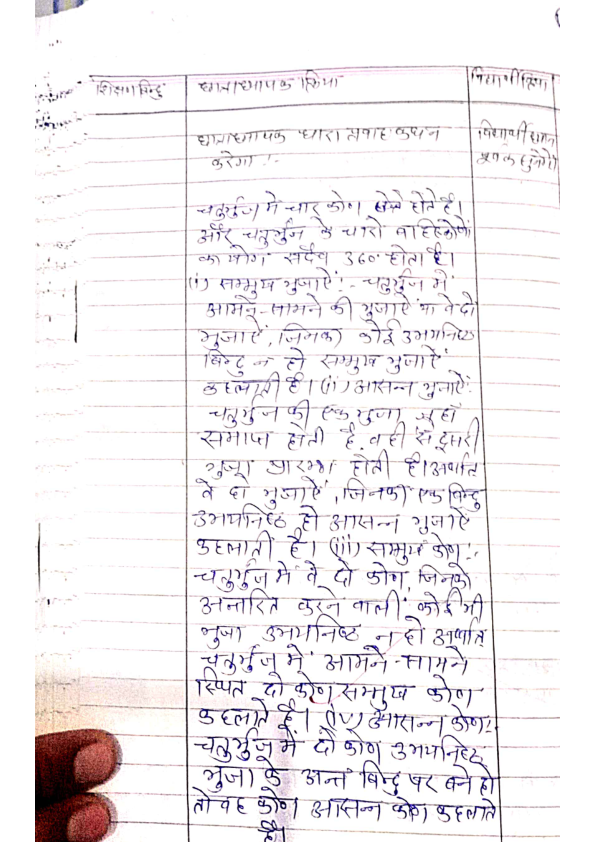 शिक्षण बिन्दु छात्राध्यापक क्रिया विद्यार्थी क्रिया
छात्राध्यापक द्वारा कथन विद्यार्थी ध्यान
करेगा :- पूर्वक सुनेंगे
चतुर्भुज मे चार कोण होते है।
और चतुर्भुज के चारो वाह्यकोणो
का योग सदैव 360° होता है।
(i) सम्मुख भुजाऐं :- चतुर्भुज में
आमने-सामने की भुजाऐं या वे दो
भुजाऐं, जिनका कोई उभयनिष्ठ
बिन्दु न हो सम्मुख भुजाऐं
कहलाती है। (ii) आसन्न भुजाऐं:
चतुर्भुज की एक भुजा जहाँ
समाप्त होती है वही से दूसरी
भुजा प्रारम्भ होती है। अर्थात
वे दो भुजाऐं, जिनका एक बिन्दु
उभयनिष्ठ हो आसन्न भुजाऐं
कहलाती है। (iii) सम्मुख कोण :-
चतुर्भुज मे वे दो कोण जिनको
अन्तरित करने वाली कोई भी
भुजा उभयनिष्ट न हो अर्थात
चतुर्भुज में आमने-सामने
स्थित दो कोण सम्मुख कोण
कहलाते है। (iv) आसन्न कोण :-
चतुर्भुज मे दो कोण उभयनिष्ट
भुजा के अन्त बिन्दु पर बने हो
तो वह कोण आसन्न कोण कहलाते
है।